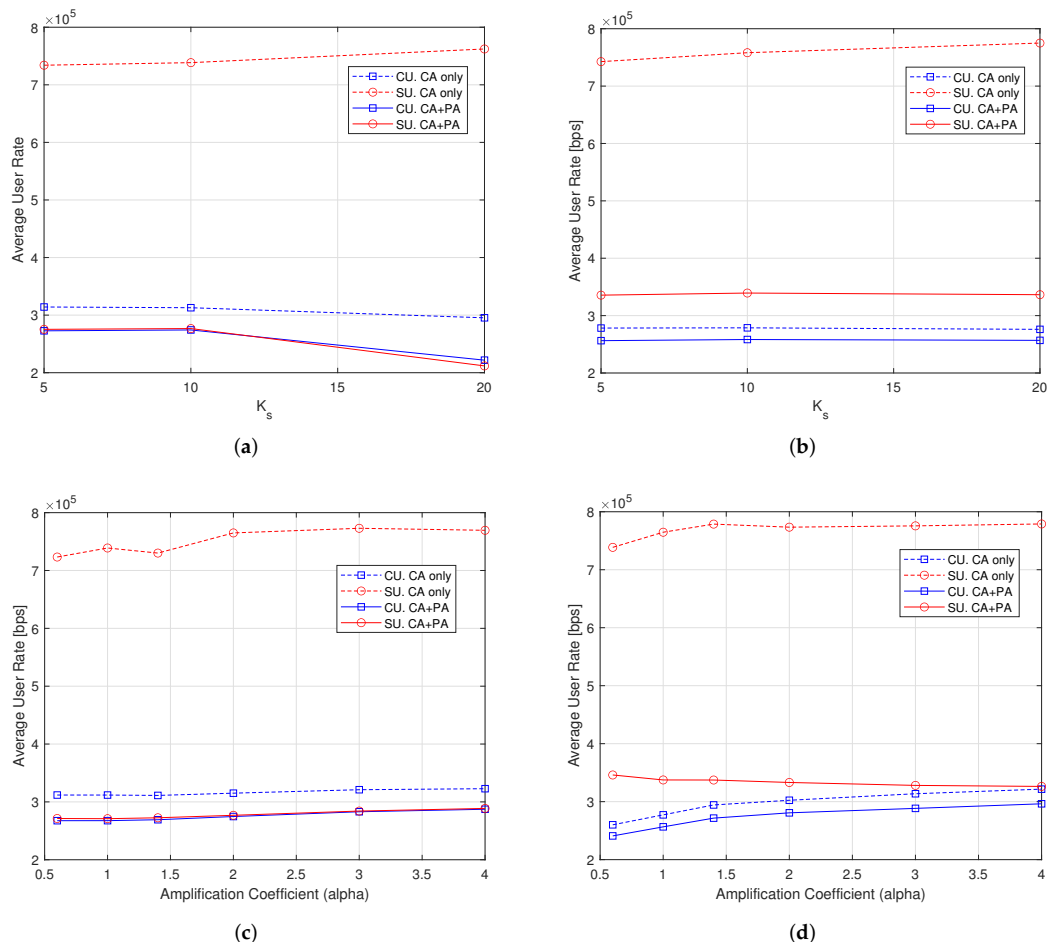 ×10^5
8
7
6
5
4
3
2
Average User Rate
CU. CA only
SU. CA only
CU. CA+PA
SU. CA+PA
5
10
15
20
K_s
(a)
×10^5
8
7
6
5
4
3
2
Average User Rate [bps]
CU. CA only
SU. CA only
CU. CA+PA
SU. CA+PA
5
10
15
20
K_s
(b)
×10^5
8
7
6
5
4
3
2
Average User Rate [bps]
CU. CA only
SU. CA only
CU. CA+PA
SU. CA+PA
0.5
1
1.5
2
2.5
3
3.5
4
Amplification Coefficient (alpha)
(c)
×10^5
8
7
6
5
4
3
2
Average User Rate [bps]
CU. CA only
SU. CA only
CU. CA+PA
SU. CA+PA
0.5
1
1.5
2
2.5
3
3.5
4
Amplification Coefficient (alpha)
(d)